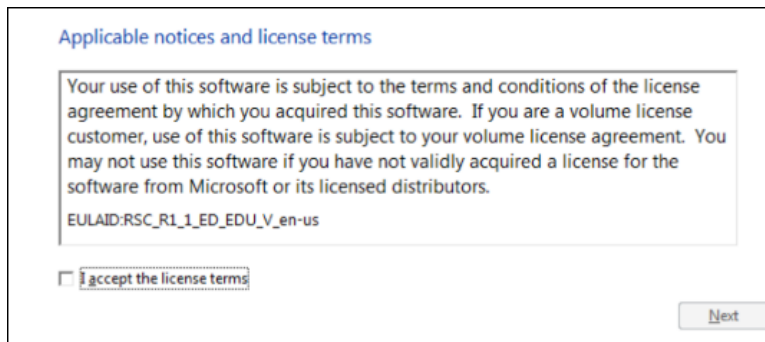 Applicable notices and license terms
Your use of this software is subject to the terms and conditions of the license
agreement by which you acquired this software.  If you are a volume license
customer, use of this software is subject to your volume license agreement.  You
may not use this software if you have not validly acquired a license for the
software from Microsoft or its licensed distributors.
EULAID:RSC_R1_1_ED_EDU_V_en-us
I accept the license terms
Next